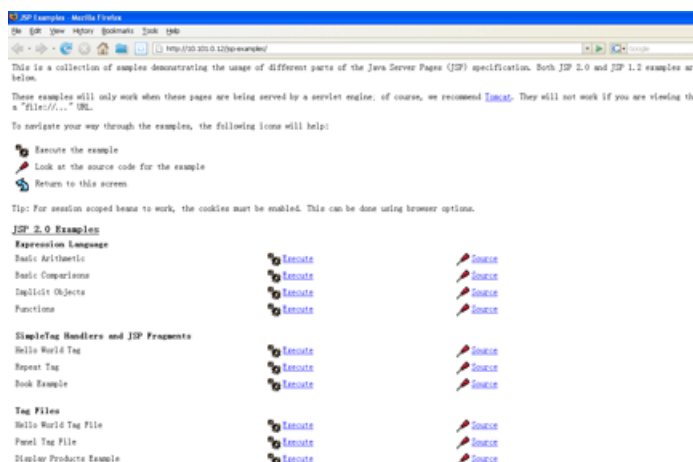 JSP Examples - Mozilla Firefox
File Edit View History Bookmarks Tools Help
http://10.101.0.12/jsp-examples/
Google
This is a collection of samples demonstrating the usage of different parts of the Java Server Pages (JSP) specification. Both JSP 2.0 and JSP 1.2 examples ar
below.
These examples will only work when these pages are being served by a servlet engine; of course, we recommend Tomcat. They will not work if you are viewing th
a "file://..." URL.
To navigate your way through the examples, the following icons will help:
Execute the example
Look at the source code for the example
Return to this screen
Tip: For session scoped beans to work, the cookies must be enabled. This can be done using browser options.
JSP 2.0 Examples
Expression Language
Basic Arithmetic Execute Source
Basic Comparisons Execute Source
Implicit Objects Execute Source
Functions Execute Source
SimpleTag Handlers and JSP Fragments
Hello World Tag Execute Source
Repeat Tag Execute Source
Book Example Execute Source
Tag Files
Hello World Tag File Execute Source
Panel Tag File Execute Source
Display Products Example Execute Source